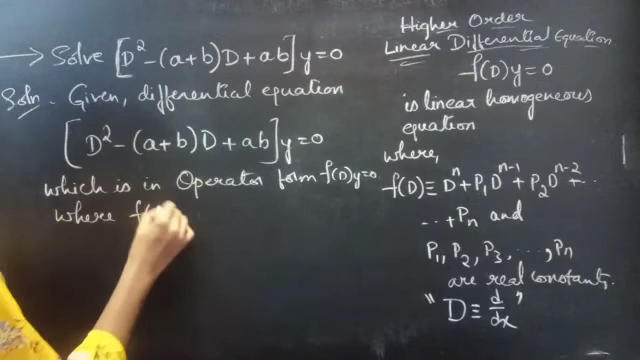 → Solve [D² - (a+b)D + ab]y = 0
Soln. Given, differential equation
[D² - (a+b)D + ab]y = 0
which is in Operator form f(D)y=0
where f(
Higher Order
Linear Differential Equation
f(D)y = 0
is linear homogeneous
equation
where,
f(D) ≡ Dⁿ + P₁Dⁿ⁻¹ + P₂Dⁿ⁻² + ..
..+ Pₙ and
P₁, P₂, P₃, ..., Pₙ
are real constants.
" D ≡ d/dx "